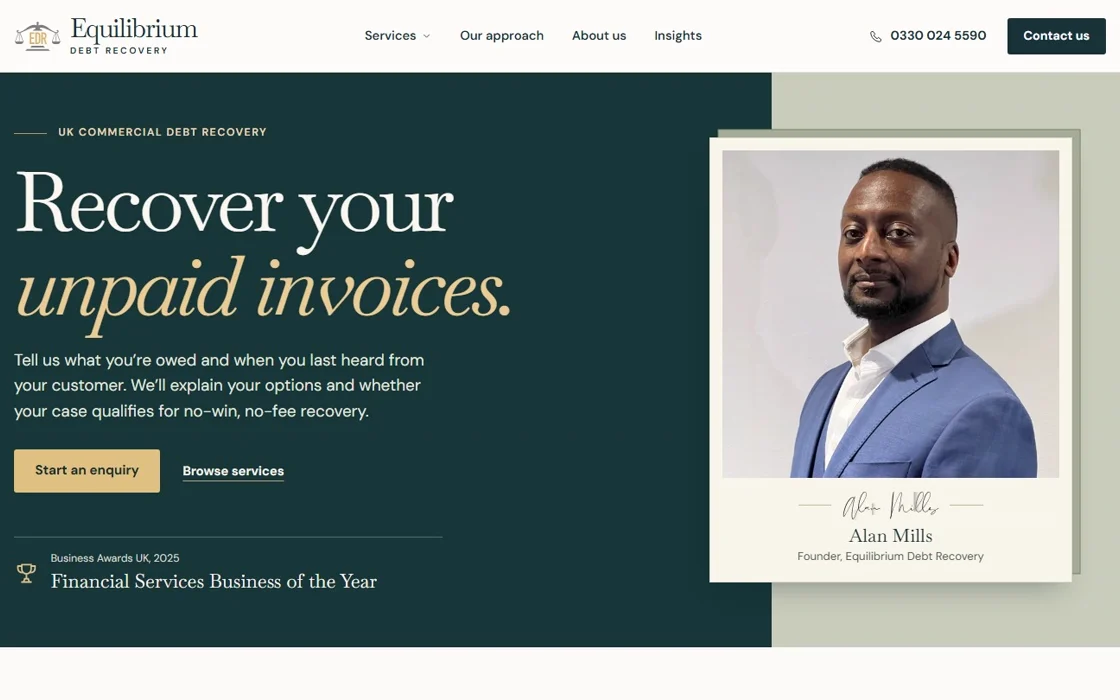 EDR
Equilibrium
DEBT RECOVERY
Services
Our approach
About us
Insights
0330 024 5590
Contact us
UK COMMERCIAL DEBT RECOVERY
Recover your
unpaid invoices.
Tell us what you're owed and when you last heard from
your customer. We'll explain your options and whether
your case qualifies for no-win, no-fee recovery.
Start an enquiry
Browse services
Business Awards UK, 2025
Financial Services Business of the Year
Alan Mills
Alan Mills
Founder, Equilibrium Debt Recovery